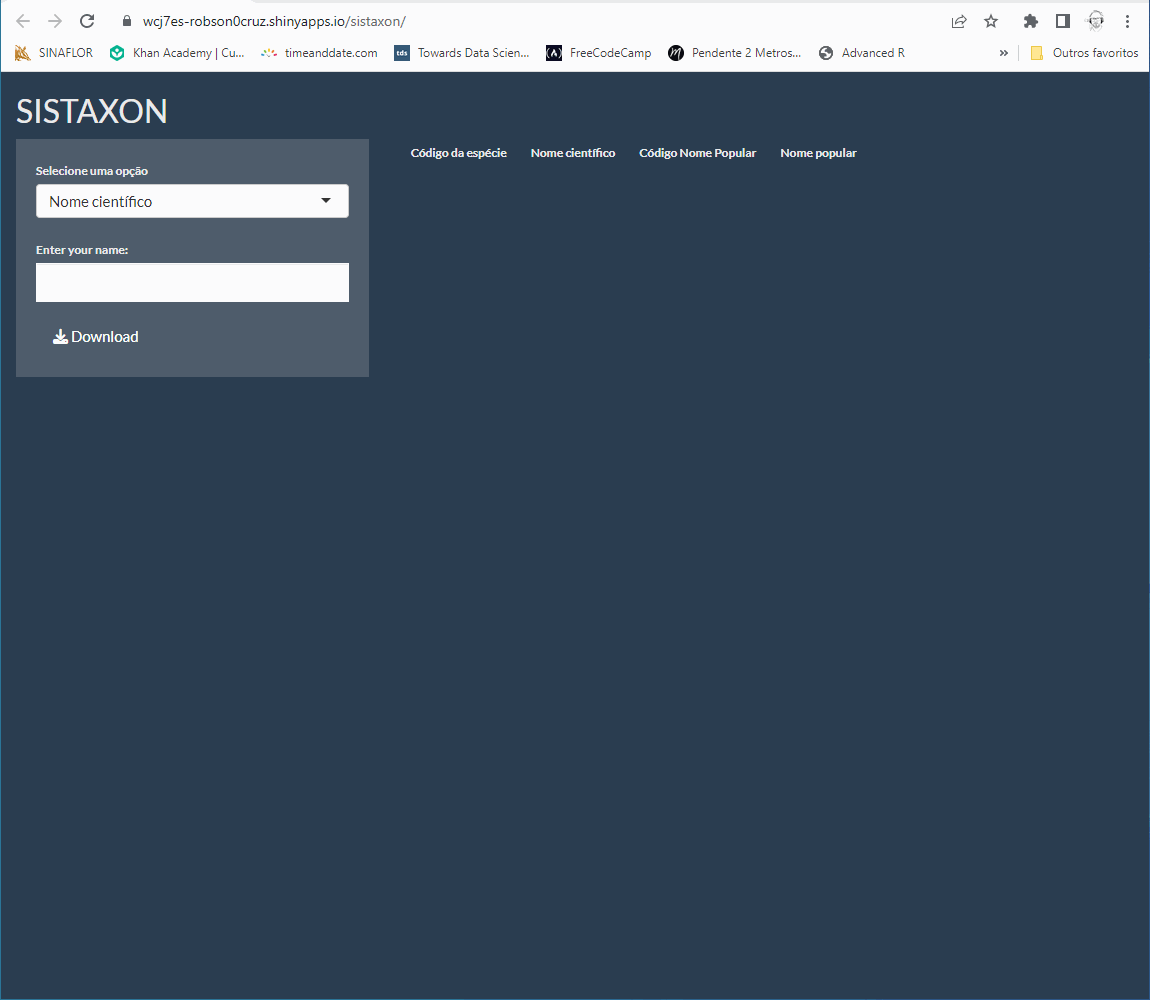 wcj7es-robson0cruz.shinyapps.io/sistaxon/
SINAFLOR Khan Academy | Cu... timeanddate.com tds Towards Data Scien... FreeCodeCamp Pendente 2 Metros... Advanced R » Outros favoritos
SISTAXON
Selecione uma opção
Nome científico
Enter your name:
Download
Código da espécie Nome científico Código Nome Popular Nome popular